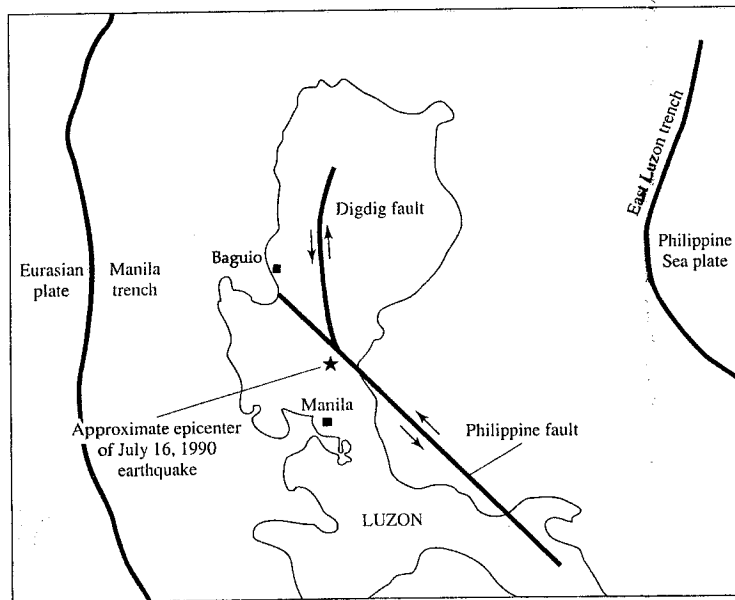 East Luzon trench
Digdig fault
Baguio
Philippine
Sea plate
Eurasian
plate
Manila
trench
Manila
Approximate epicenter
of July 16, 1990
earthquake
Philippine fault
LUZON